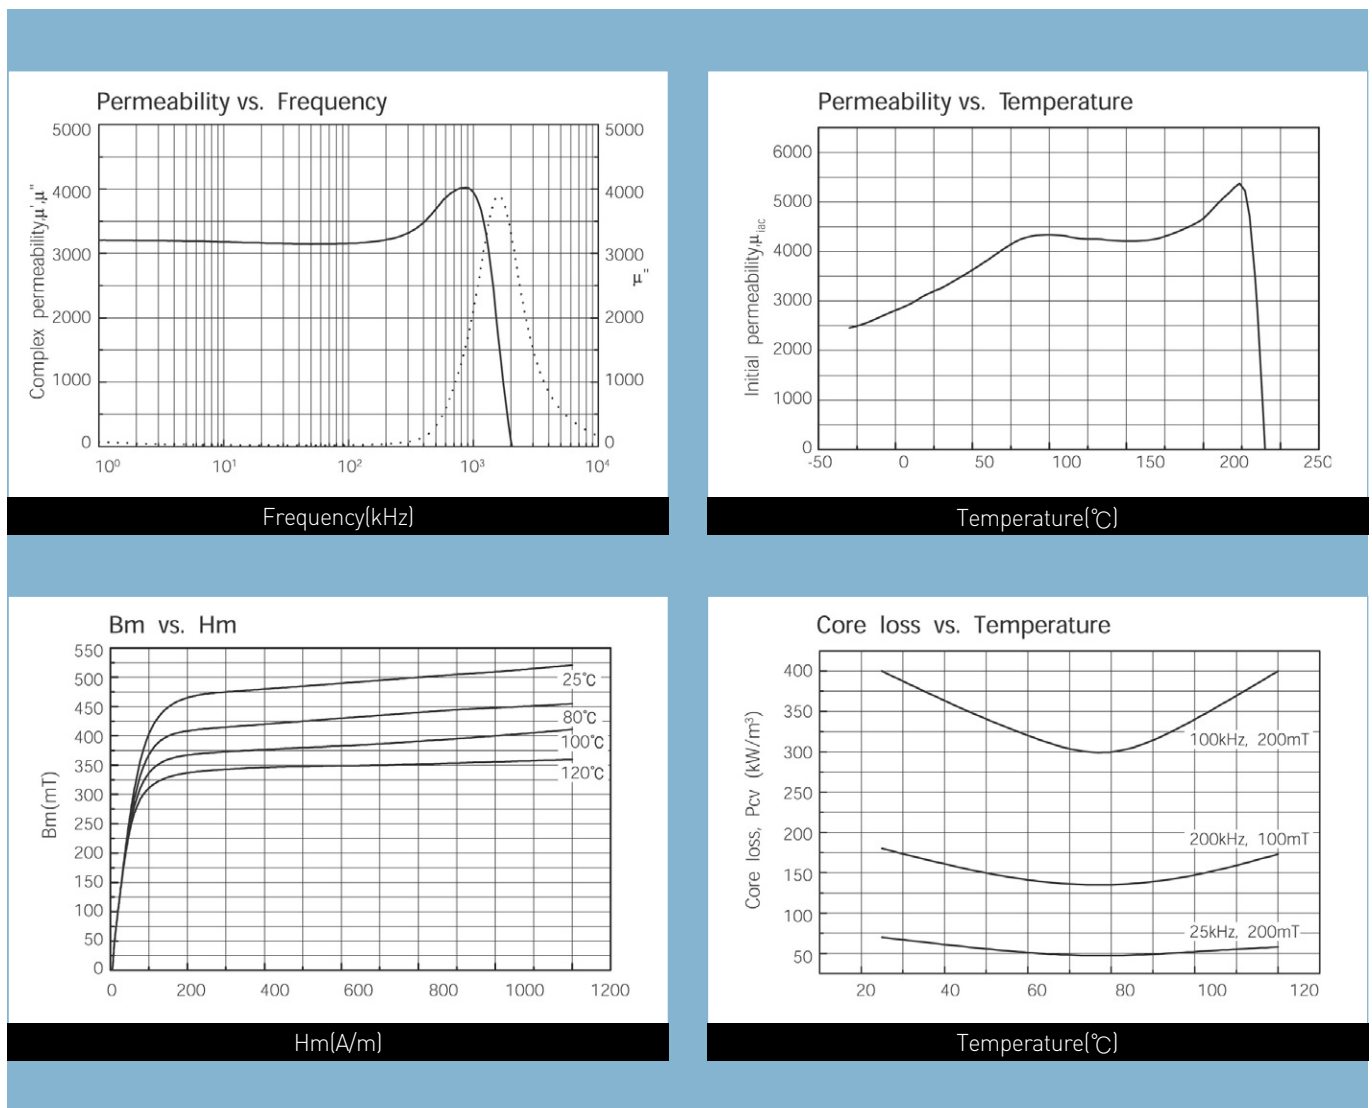 Permeability vs. Frequency
5000
4000
3000
2000
1000
0
Complex permeability,μ',μ"
5000
4000
3000
2000
1000
0
μ"
10⁰ 10¹ 10² 10³ 10⁴
Frequency(kHz)
Permeability vs. Temperature
6000
5000
4000
3000
2000
1000
0
Initial permeability,μiac
-50 0 50 100 150 200 250
Temperature(℃)
Bm vs. Hm
550
500
450
400
350
300
250
200
150
100
50
0
Bm(mT)
25℃
80℃
100℃
120℃
0 200 400 600 800 1000 1200
Hm(A/m)
Core loss vs. Temperature
400
350
300
250
200
150
100
50
Core loss, Pcv (kW/m³)
100kHz, 200mT
200kHz, 100mT
25kHz, 200mT
20 40 60 80 100 120
Temperature(℃)